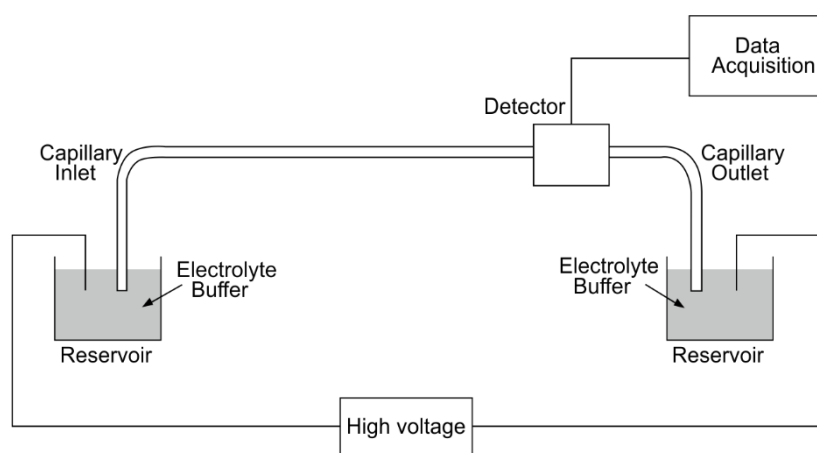 Data
Acquisition
Detector
Capillary
Inlet
Capillary
Outlet
Electrolyte
Buffer
Electrolyte
Buffer
Reservoir
Reservoir
High voltage